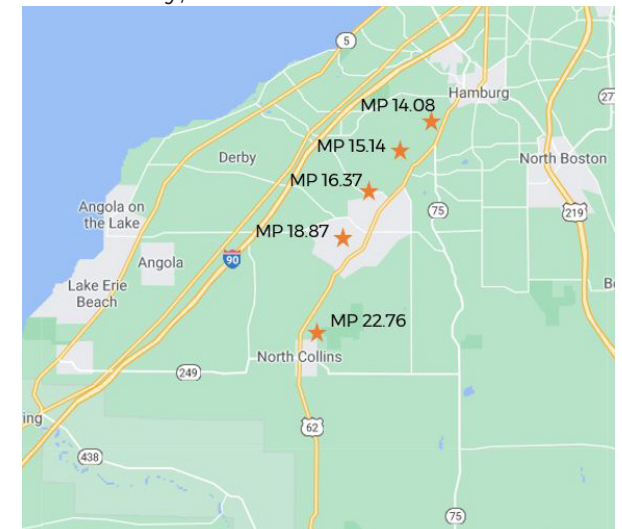 5
Hamburg
27
MP 14.08
MP 15.14
Derby
North Boston
MP 16.37
Angola on
the Lake
75
219
MP 18.87
Angola
90
Lake Erie
Beach
MP 22.76
North Collins
249
ing
62
438
75